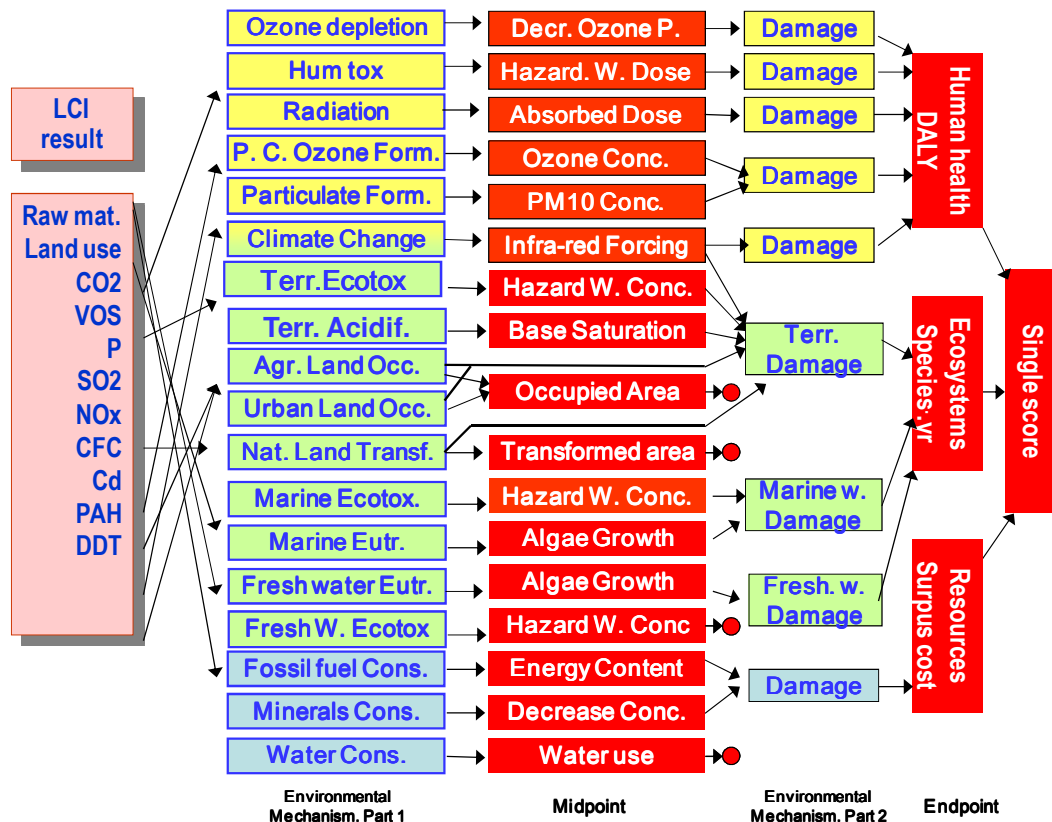 LCI
result
Raw mat.
Land use
CO2
VOS
P
SO2
NOx
CFC
Cd
PAH
DDT
Ozone depletion
Hum tox
Radiation
P. C. Ozone Form.
Particulate Form.
Climate Change
Terr.Ecotox
Terr. Acidif.
Agr. Land Occ.
Urban Land Occ.
Nat. Land Transf.
Marine Ecotox.
Marine Eutr.
Freshwater Eutr.
Fresh W. Ecotox
Fossil fuel Cons.
Minerals Cons.
Water Cons.
Environmental
Mechanism. Part 1
Decr. Ozone P.
Hazard. W. Dose
Absorbed Dose
Ozone Conc.
PM10 Conc.
Infra-red Forcing
Hazard W. Conc.
Base Saturation
Occupied Area
Transformed area
Hazard W. Conc.
Algae Growth
Algae Growth
Hazard W. Conc
Energy Content
Decrease Conc.
Water use
Midpoint
Damage
Damage
Damage
Damage
Damage
Terr.
Damage
Marine w.
Damage
Fresh. w.
Damage
Damage
Environmental
Mechanism. Part 2
Human health
DALY
Ecosystems
Species·.yr
Resources
Surpus cost
Endpoint
Single score